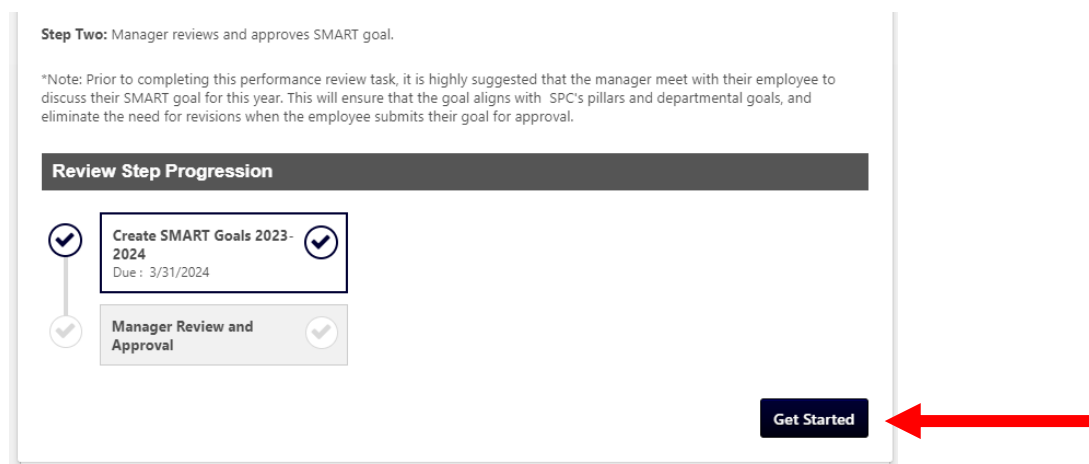 Step Two: Manager reviews and approves SMART goal.
*Note: Prior to completing this performance review task, it is highly suggested that the manager meet with their employee to
discuss their SMART goal for this year. This will ensure that the goal aligns with  SPC's pillars and departmental goals, and
eliminate the need for revisions when the employee submits their goal for approval.
Review Step Progression
Create SMART Goals 2023-
2024
Due :  3/31/2024
Manager Review and
Approval
Get Started